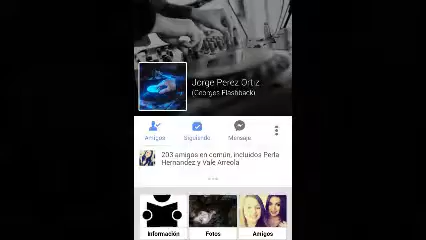 Jorge Perez Ortiz
(Georges Flashback)
Amigos
Siguiendo
Mensaje
203 amigos en común, incluidos Perla
Hernandez y Vale Arreola
Información
Fotos
Amigos